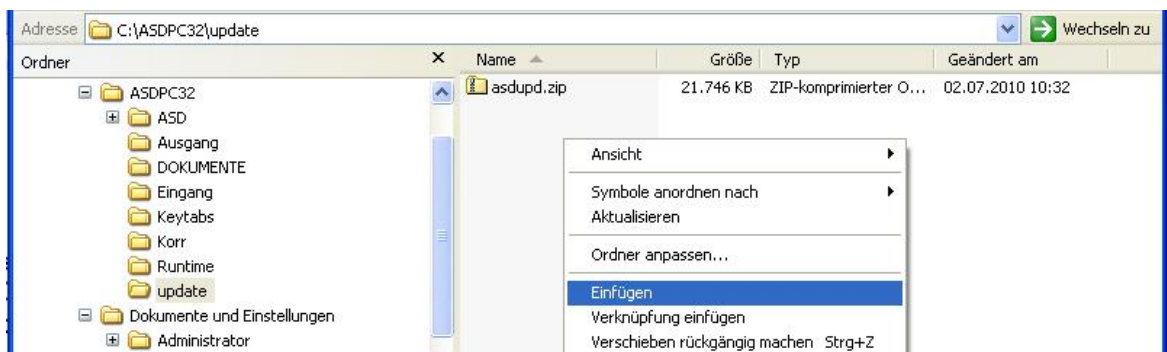 Adresse C:\ASDPC32\update Wechseln zu
Ordner Name Größe Typ Geändert am
ASDPC32
ASD
Ausgang
DOKUMENTE
Eingang
Keytabs
Korr
Runtime
update
Dokumente und Einstellungen
Administrator
asdupd.zip 21.746 KB ZIP-komprimierter O... 02.07.2010 10:32
Ansicht
Symbole anordnen nach
Aktualisieren
Ordner anpassen...
Einfügen
Verknüpfung einfügen
Verschieben rückgängig machen Strg+Z